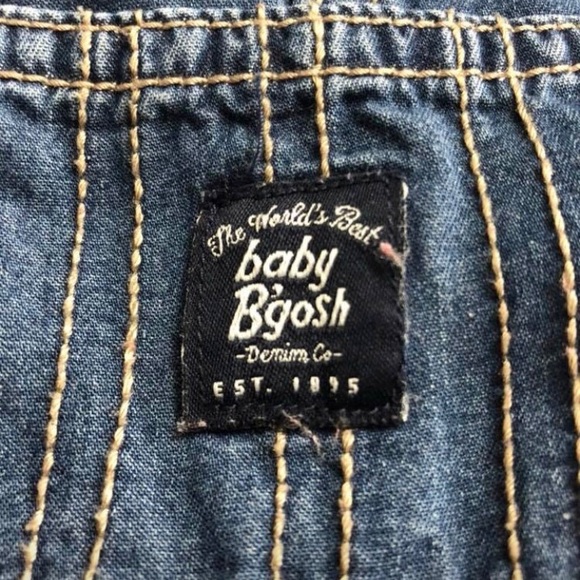 The World's Best
baby
B'gosh
-Denim Co-
EST. 1895